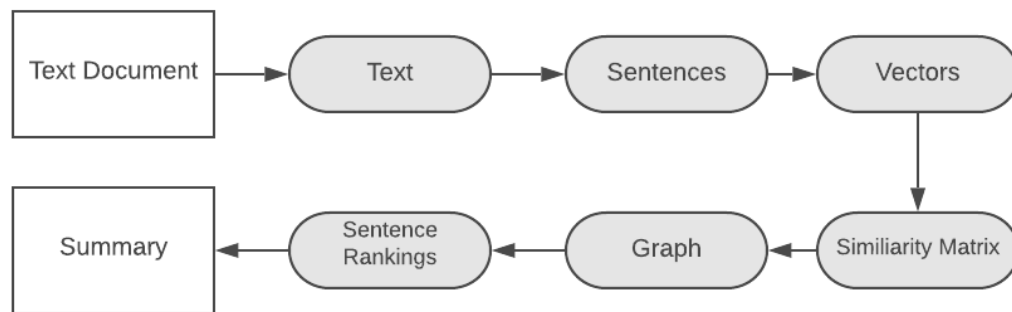 Text Document
Text
Sentences
Vectors
Similiarity Matrix
Graph
Sentence
Rankings
Summary